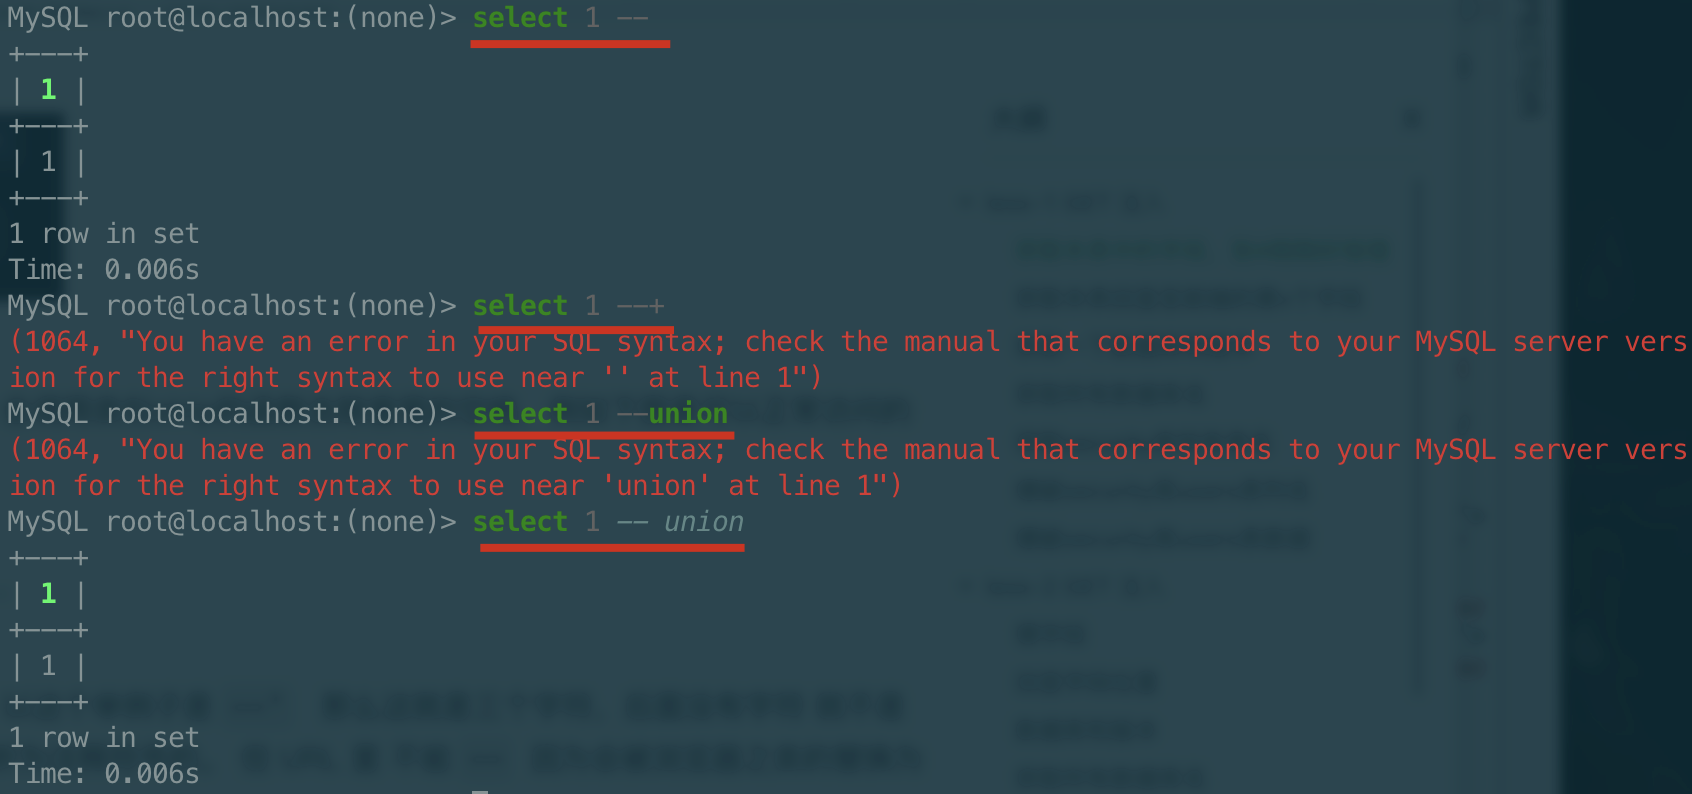 MySQL root@localhost:(none)> select 1 --
+---+
| 1 |
+---+
| 1 |
+---+
1 row in set
Time: 0.006s
MySQL root@localhost:(none)> select 1 --+
(1064, "You have an error in your SQL syntax; check the manual that corresponds to your MySQL server vers
ion for the right syntax to use near '' at line 1")
MySQL root@localhost:(none)> select 1 --union
(1064, "You have an error in your SQL syntax; check the manual that corresponds to your MySQL server vers
ion for the right syntax to use near 'union' at line 1")
MySQL root@localhost:(none)> select 1 -- union
+---+
| 1 |
+---+
| 1 |
+---+
1 row in set
Time: 0.006s